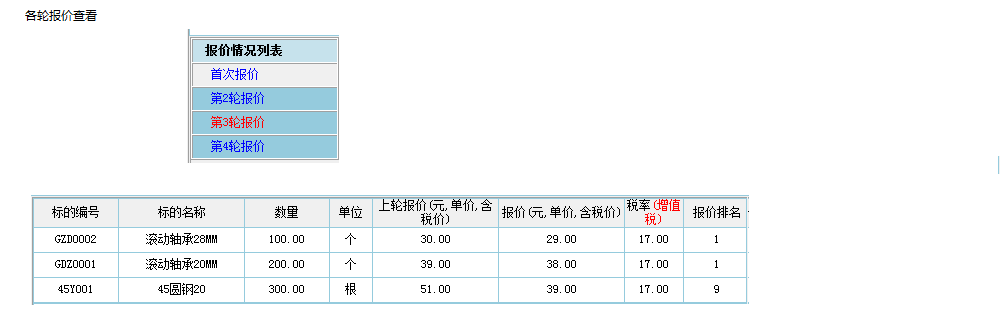 各轮报价查看
报价情况列表
首次报价
第2轮报价
第3轮报价
第4轮报价
标的编号 标的名称 数量 单位 上轮报价(元,单价,含税价) 报价(元,单价,含税价) 税率(增值税) 报价排名
GZD0002 滚动轴承28MM 100.00 个 30.00 29.00 17.00 1
GDZ0001 滚动轴承20MM 200.00 个 39.00 38.00 17.00 1
45Y001 45圆钢20 300.00 根 51.00 39.00 17.00 9